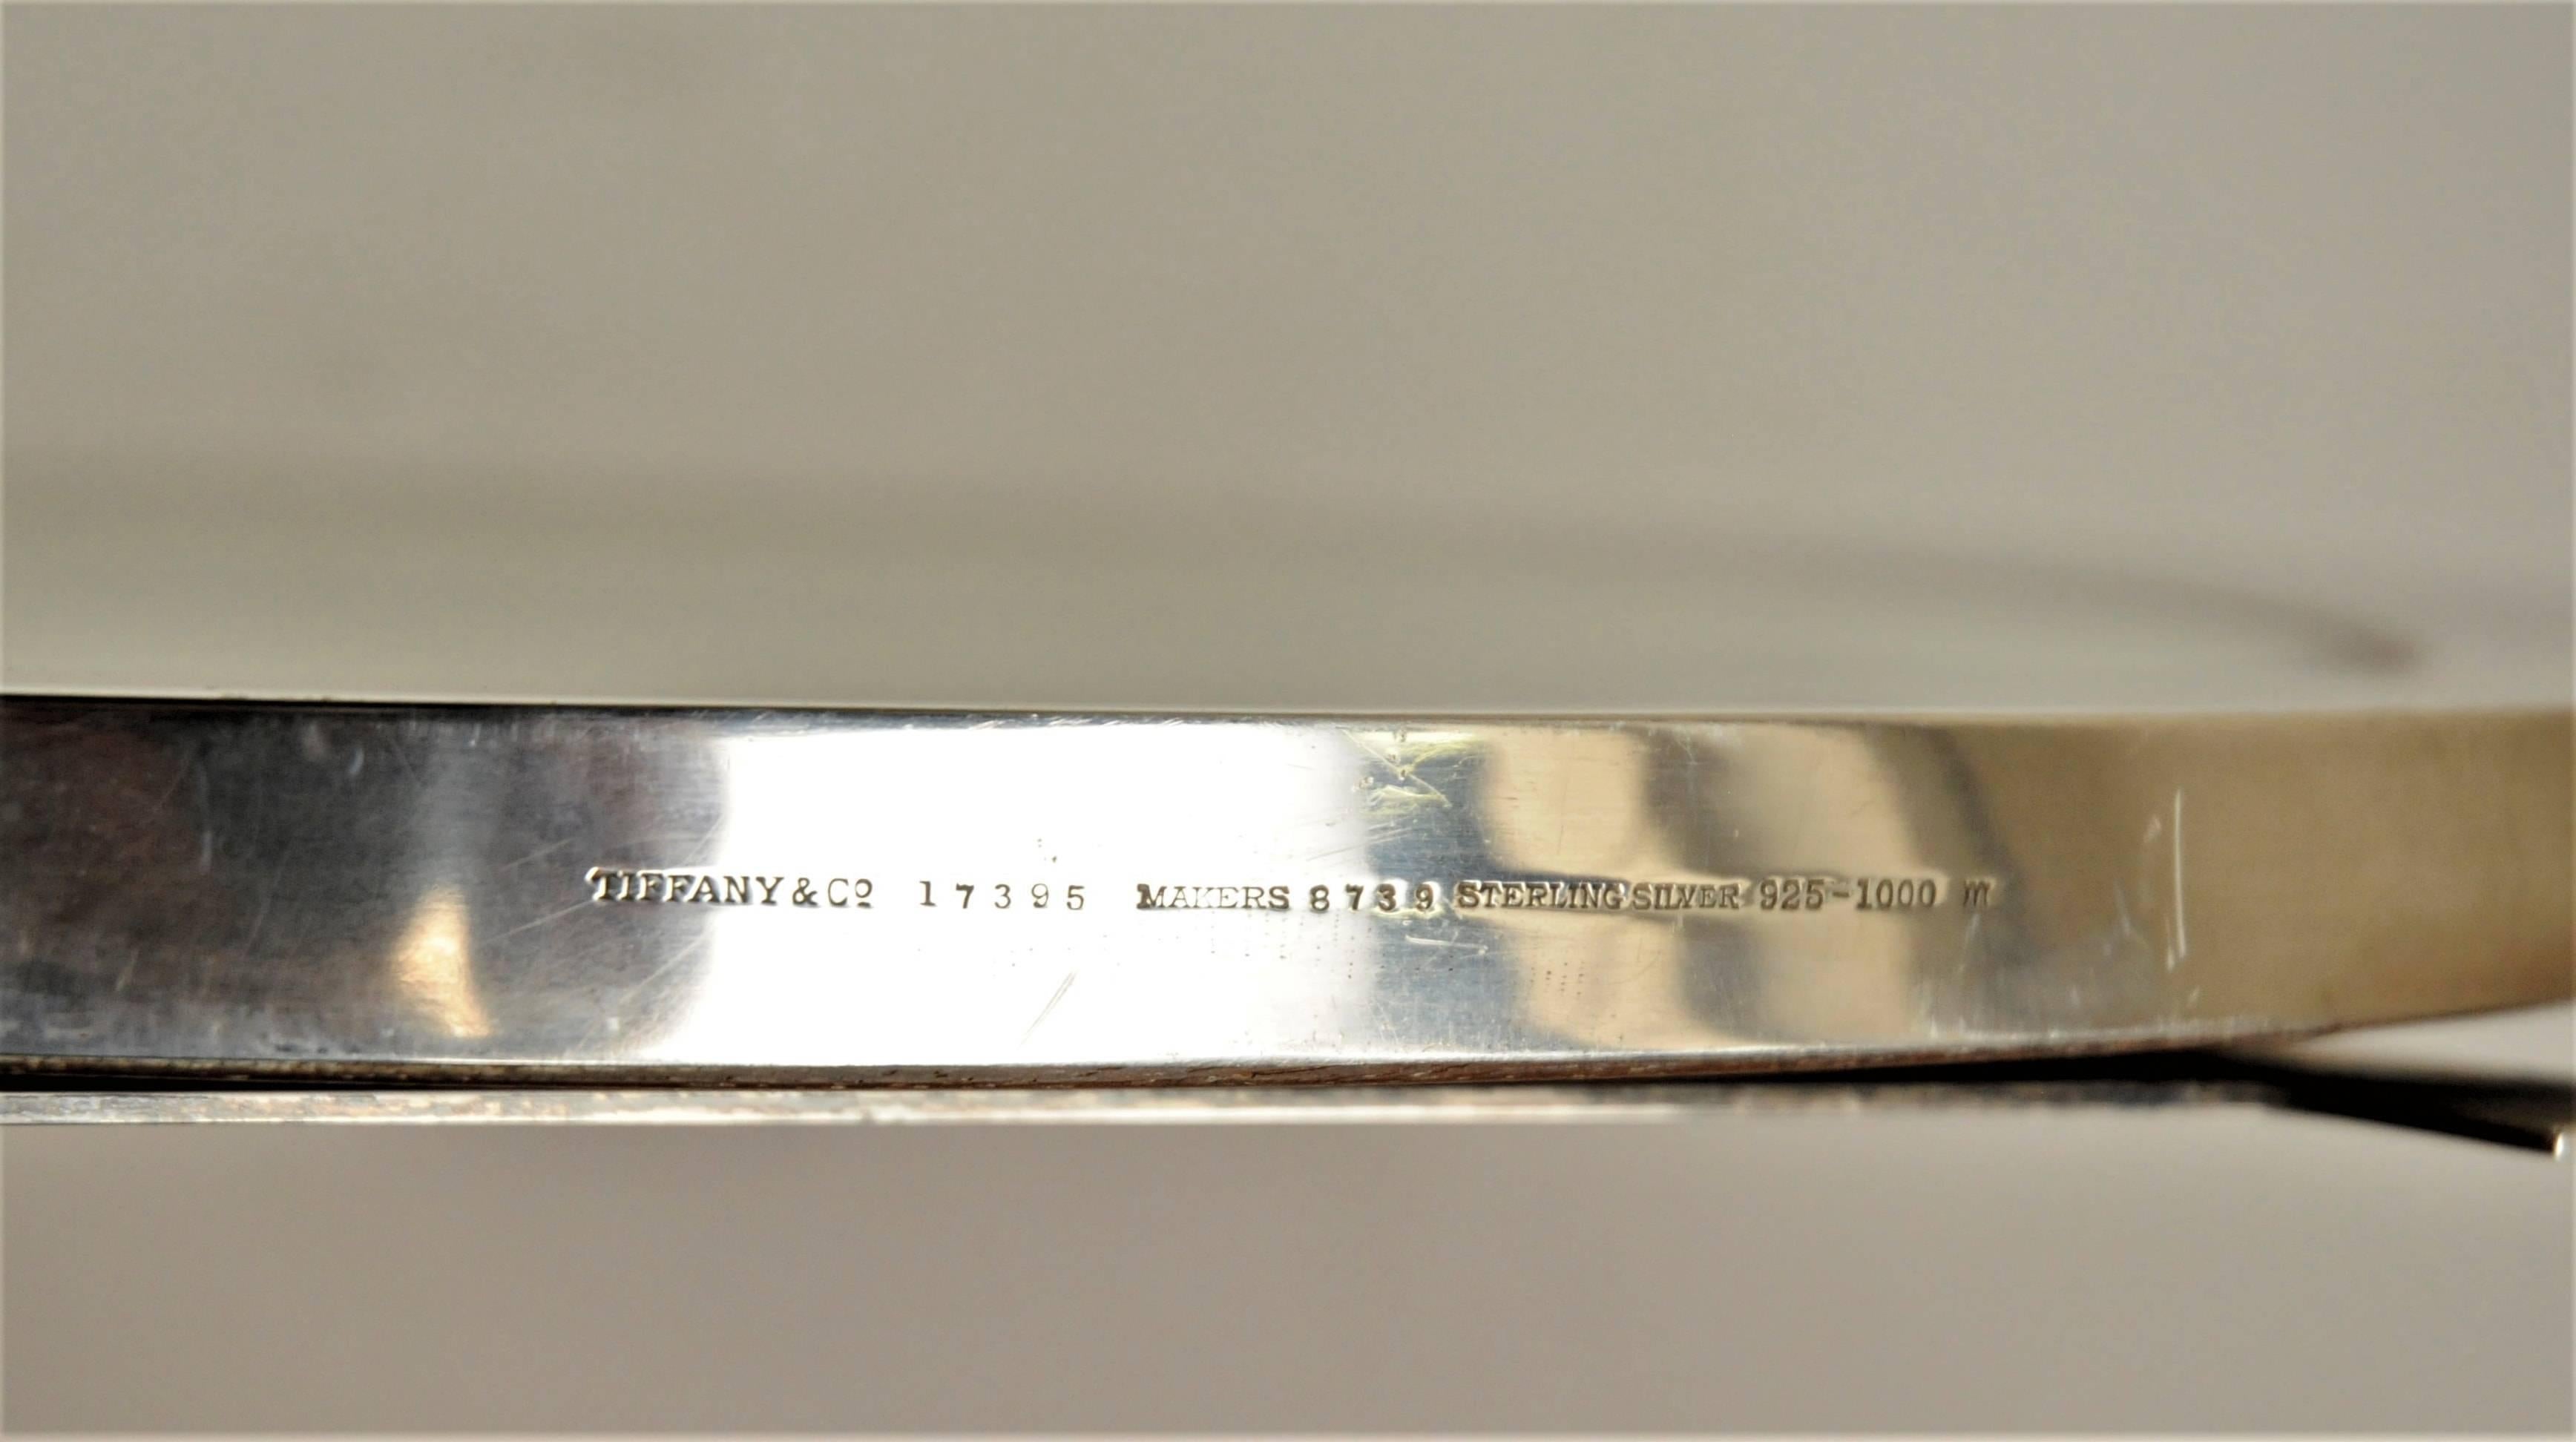 TIFFANY & Cº 17395 MAKERS 8739 STERLING SILVER 925-1000 m